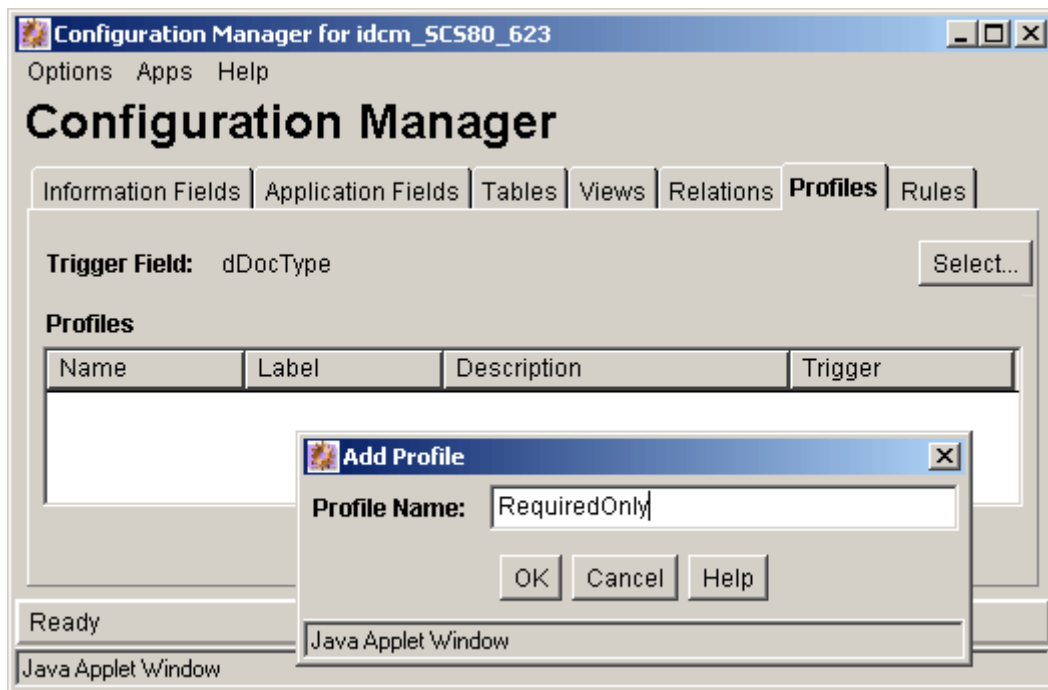 Configuration Manager for idcm_SCS80_623
Options Apps Help
Configuration Manager
Information Fields Application Fields Tables Views Relations Profiles Rules
Trigger Field: dDocType Select...
Profiles
Name Label Description Trigger
Add Profile
Profile Name: RequiredOnly
OK Cancel Help
Ready
Java Applet Window
Java Applet Window